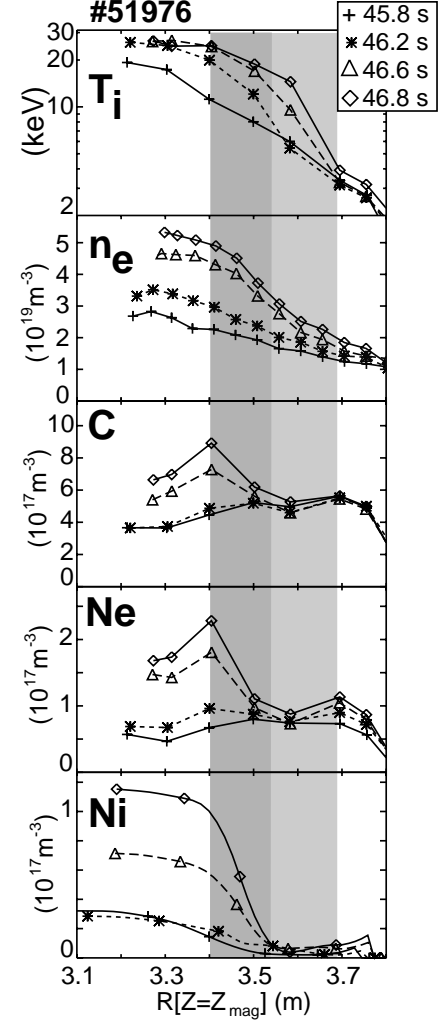 #51976
45.8 s
46.2 s
46.6 s
46.8 s
30
20
10
2
T_i
(keV)
5
4
3
2
1
0
n_e
(10^19 m^-3)
10
8
6
4
2
0
C
(10^17 m^-3)
2
1
0
Ne
(10^17 m^-3)
1
0
Ni
(10^17 m^-3)
3.1 3.3 3.5 3.7
R[Z=Z_mag] (m)